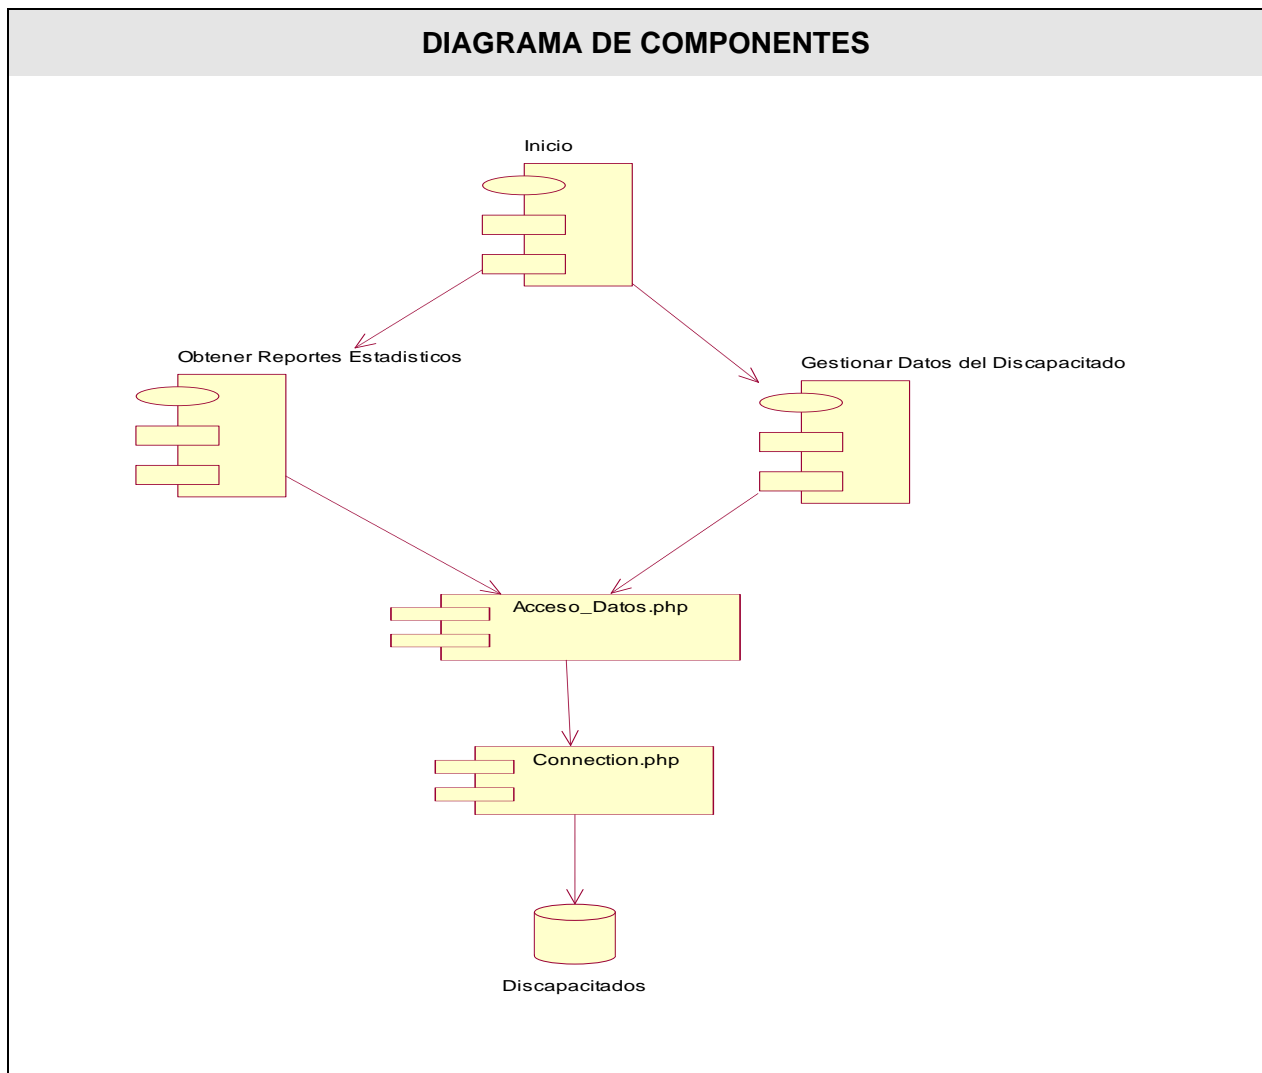 DIAGRAMA DE COMPONENTES
Inicio
Obtener Reportes Estadisticos
Gestionar Datos del Discapacitado
Acceso_Datos.php
Connection.php
Discapacitados